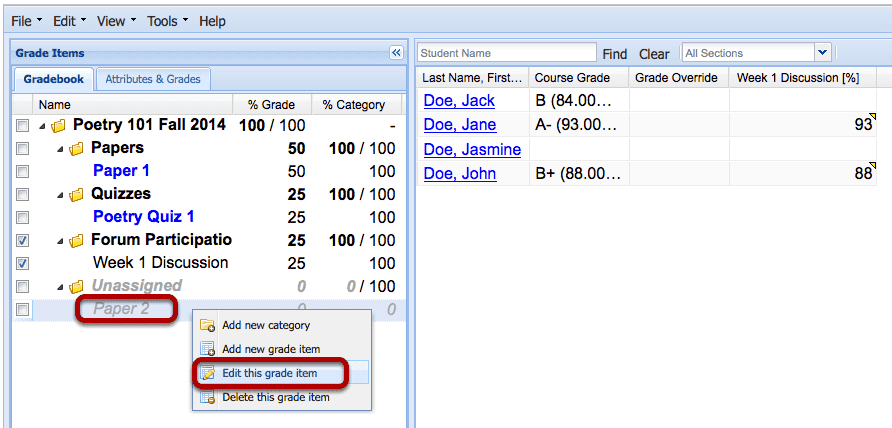 File Edit View Tools Help
Grade Items
Gradebook Attributes & Grades
Name % Grade % Category
Poetry 101 Fall 2014 100 / 100 -
Papers 50 100 / 100
Paper 1 50 100
Quizzes 25 100 / 100
Poetry Quiz 1 25 100
Forum Participatio 25 100 / 100
Week 1 Discussion 25 100
Unassigned 0 0 / 100
Paper 2 0 0
Add new category
Add new grade item
Edit this grade item
Delete this grade item
Student Name Find Clear All Sections
Last Name, First... Course Grade Grade Override Week 1 Discussion [%]
Doe, Jack B (84.00...
Doe, Jane A- (93.00... 93
Doe, Jasmine
Doe, John B+ (88.00... 88